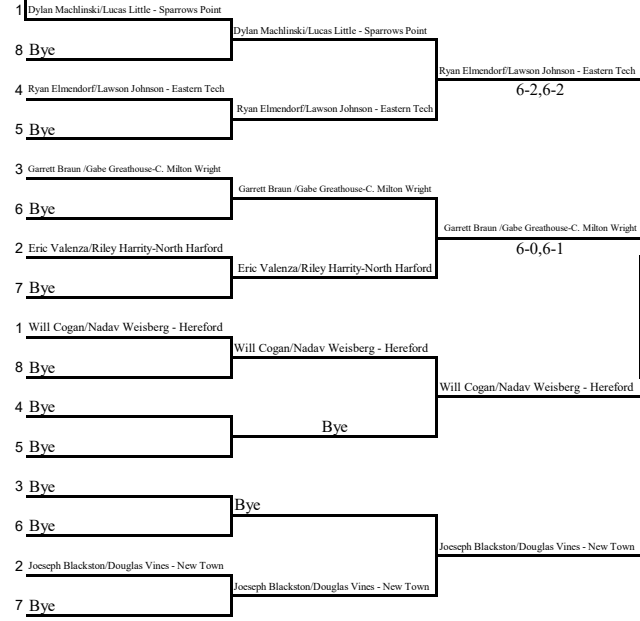 1 Dylan Machlinski/Lucas Little - Sparrows Point
Dylan Machlinski/Lucas Little - Sparrows Point
8 Bye
Ryan Elmendorf/Lawson Johnson - Eastern Tech
6-2,6-2
4 Ryan Elmendorf/Lawson Johnson - Eastern Tech
Ryan Elmendorf/Lawson Johnson - Eastern Tech
5 Bye
3 Garrett Braun /Gabe Greathouse-C. Milton Wright
Garrett Braun /Gabe Greathouse-C. Milton Wright
6 Bye
Garrett Braun /Gabe Greathouse-C. Milton Wright
6-0,6-1
2 Eric Valenza/Riley Harrity-North Harford
Eric Valenza/Riley Harrity-North Harford
7 Bye
1 Will Cogan/Nadav Weisberg - Hereford
Will Cogan/Nadav Weisberg - Hereford
8 Bye
Will Cogan/Nadav Weisberg - Hereford
4 Bye
Bye
5 Bye
3 Bye
Bye
6 Bye
Joeseph Blackston/Douglas Vines - New Town
2 Joeseph Blackston/Douglas Vines - New Town
Joeseph Blackston/Douglas Vines - New Town
7 Bye